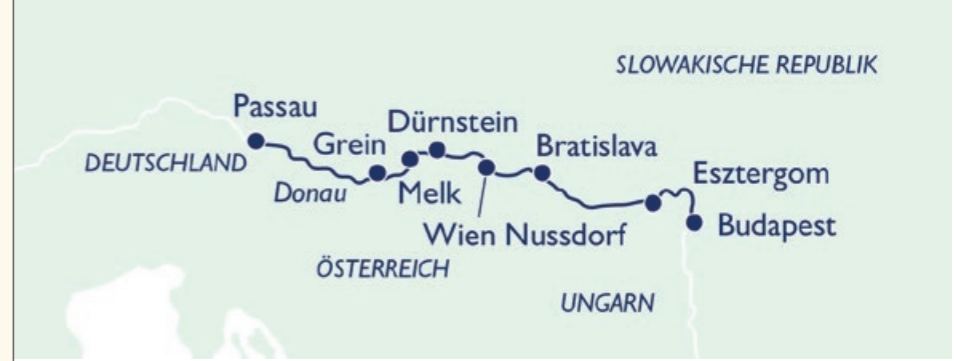 SLOWAKISCHE REPUBLIK
Passau
Dürnstein
Grein
Bratislava
DEUTSCHLAND
Esztergom
Donau
Melk
Budapest
Wien Nussdorf
ÖSTERREICH
UNGARN